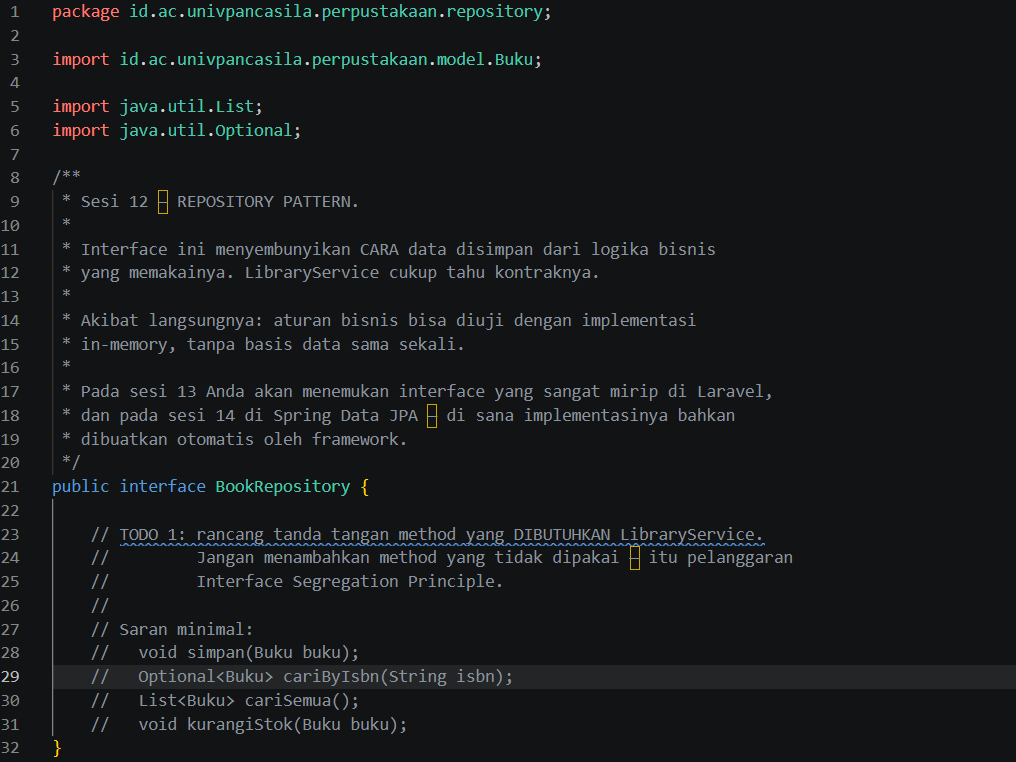 1 package id.ac.univpancasila.perpustakaan.repository;
2
3 import id.ac.univpancasila.perpustakaan.model.Buku;
4
5 import java.util.List;
6 import java.util.Optional;
7
8 /**
9  * Sesi 12 — REPOSITORY PATTERN.
10  *
11  * Interface ini menyembunyikan CARA data disimpan dari logika bisnis
12  * yang memakainya. LibraryService cukup tahu kontraknya.
13  *
14  * Akibat langsungnya: aturan bisnis bisa diuji dengan implementasi
15  * in-memory, tanpa basis data sama sekali.
16  *
17  * Pada sesi 13 Anda akan menemukan interface yang sangat mirip di Laravel,
18  * dan pada sesi 14 di Spring Data JPA — di sana implementasinya bahkan
19  * dibuatkan otomatis oleh framework.
20  */
21 public interface BookRepository {
22
23     // TODO 1: rancang tanda tangan method yang DIBUTUHKAN LibraryService.
24     //         Jangan menambahkan method yang tidak dipakai — itu pelanggaran
25     //         Interface Segregation Principle.
26     //
27     // Saran minimal:
28     //   void simpan(Buku buku);
29     //   Optional<Buku> cariByIsbn(String isbn);
30     //   List<Buku> cariSemua();
31     //   void kurangiStok(Buku buku);
32 }